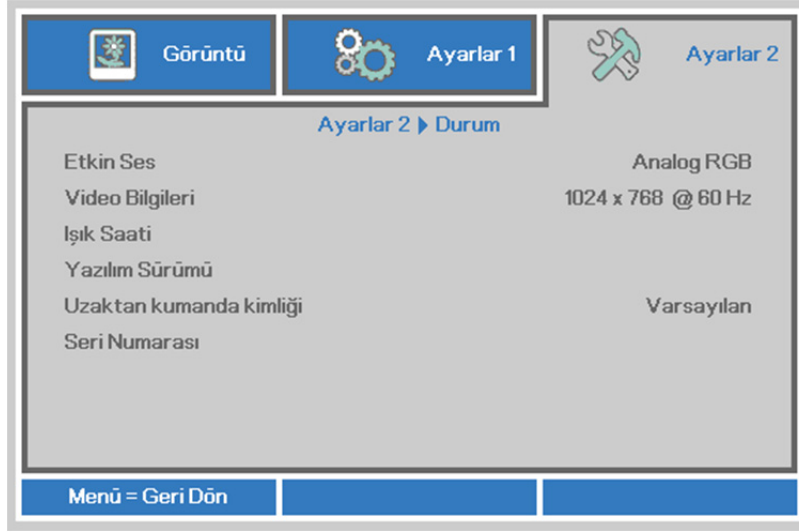 Görüntü Ayarlar 1 Ayarlar 2
Ayarlar 2 Durum
Etkin Ses Analog RGB
Video Bilgileri 1024 x 768 @ 60 Hz
Işık Saati
Yazılım Sürümü
Uzaktan kumanda kimliği Varsayılan
Seri Numarası
Menü = Geri Dön